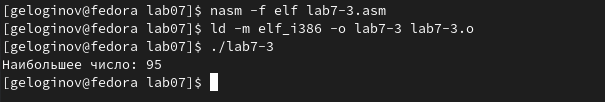 [geloginov@fedora lab07]$ nasm -f elf lab7-3.asm
[geloginov@fedora lab07]$ ld -m elf_i386 -o lab7-3 lab7-3.o
[geloginov@fedora lab07]$ ./lab7-3
Наибольшее число: 95
[geloginov@fedora lab07]$